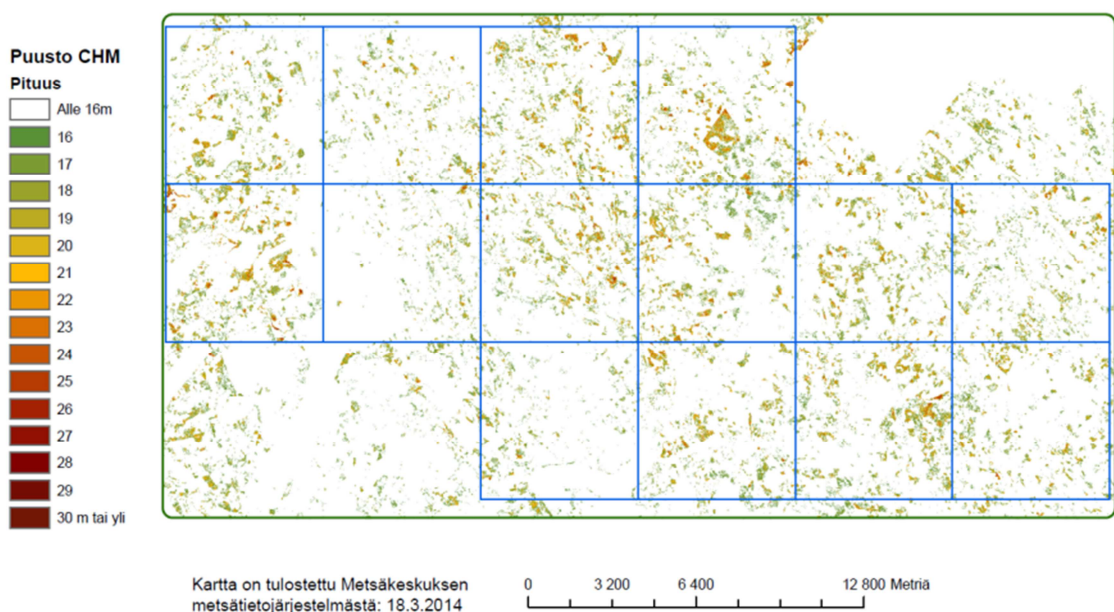 Puusto CHM
Pituus
Alle 16m
16
17
18
19
20
21
22
23
24
25
26
27
28
29
30 m tai yli
Kartta on tulostettu Metsäkeskuksen
metsätietojärjestelmästä: 18.3.2014
0 3 200 6 400 12 800 Metriä